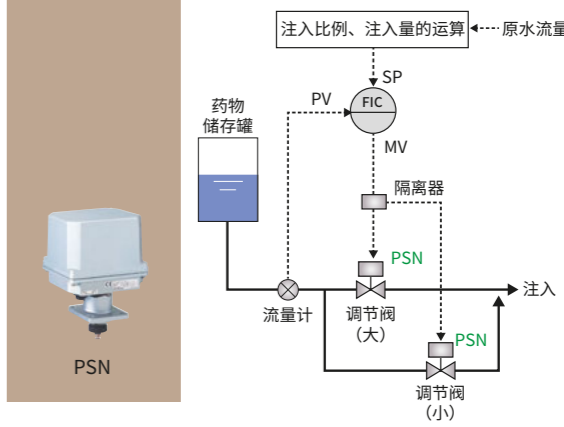 注入比例、注入量的运算
原水流量
SP
PV
FIC
药物
储存罐
MV
隔离器
PSN
注入
流量计
调节阀
（大）
PSN
PSN
调节阀
（小）